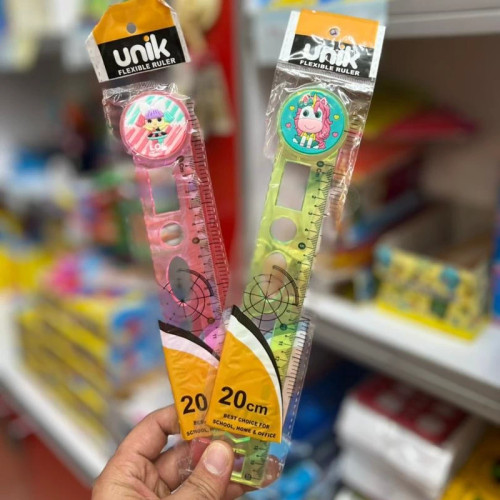 unik
FLEXIBLE RULER
unik
FLEXIBLE RULER
20
20cm
BEST CHOICE FOR
SCHOOL, HOME & OFFICE